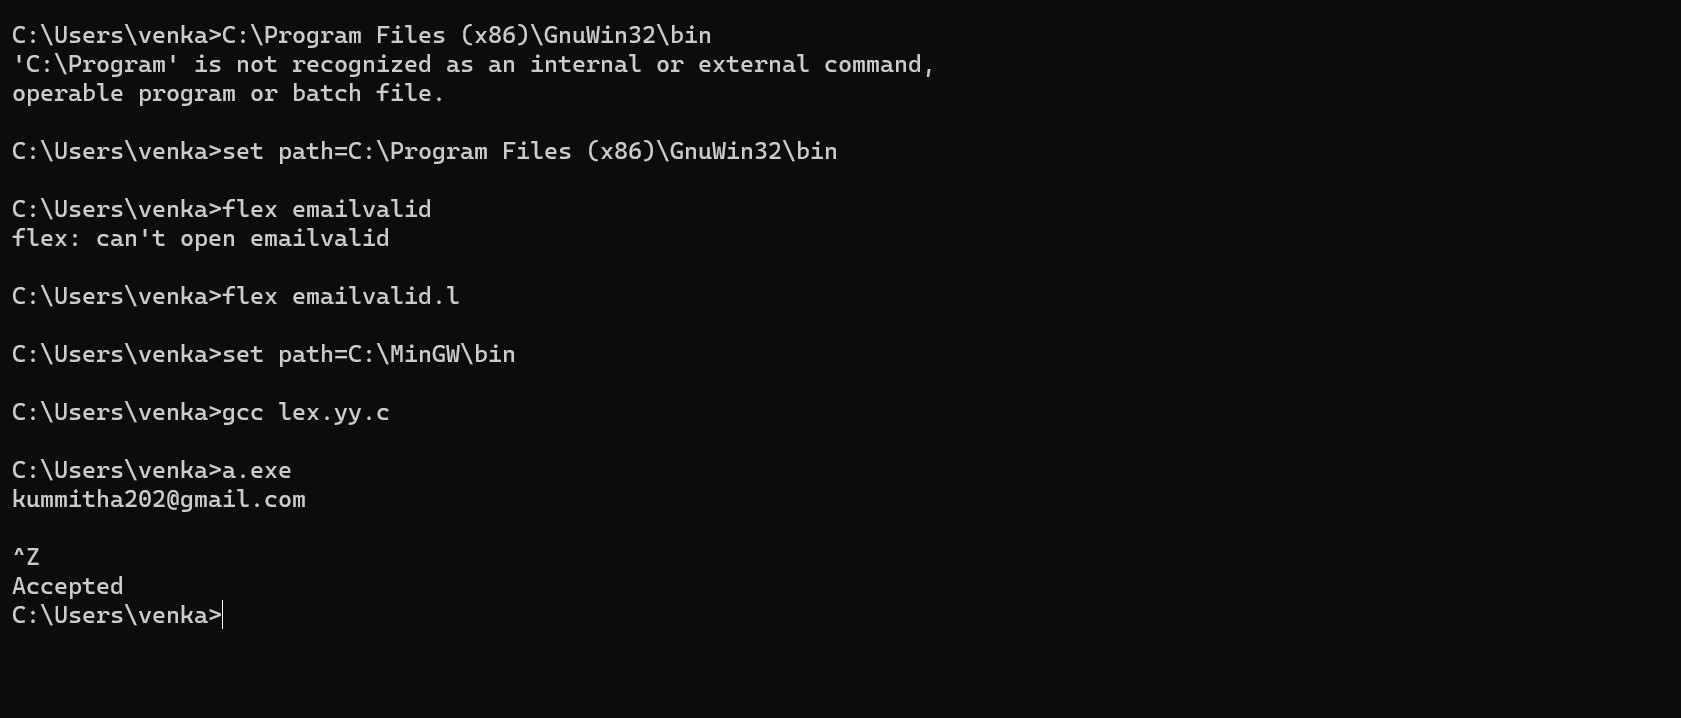 C:\Users\venka>C:\Program Files (x86)\GnuWin32\bin
'C:\Program' is not recognized as an internal or external command,
operable program or batch file.
C:\Users\venka>set path=C:\Program Files (x86)\GnuWin32\bin
C:\Users\venka>flex emailvalid
flex: can't open emailvalid
C:\Users\venka>flex emailvalid.l
C:\Users\venka>set path=C:\MinGW\bin
C:\Users\venka>gcc lex.yy.c
C:\Users\venka>a.exe
kummitha202@gmail.com
^Z
Accepted
C:\Users\venka>